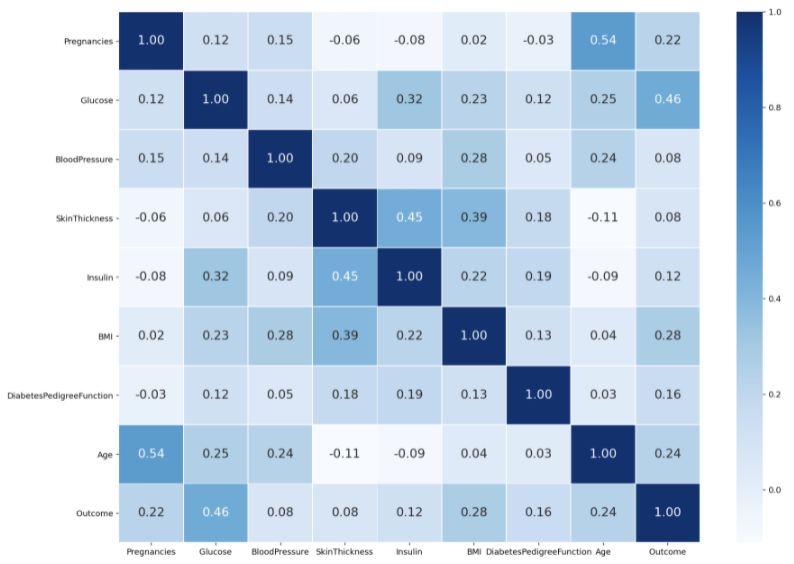 Pregnancies 1.00 0.12 0.15 -0.06 -0.08 0.02 -0.03 0.54 0.22
Glucose 0.12 1.00 0.14 0.06 0.32 0.23 0.12 0.25 0.46
BloodPressure 0.15 0.14 1.00 0.20 0.09 0.28 0.05 0.24 0.08
SkinThickness -0.06 0.06 0.20 1.00 0.45 0.39 0.18 -0.11 0.08
Insulin -0.08 0.32 0.09 0.45 1.00 0.22 0.19 -0.09 0.12
BMI 0.02 0.23 0.28 0.39 0.22 1.00 0.13 0.04 0.28
DiabetesPedigreeFunction -0.03 0.12 0.05 0.18 0.19 0.13 1.00 0.03 0.16
Age 0.54 0.25 0.24 -0.11 -0.09 0.04 0.03 1.00 0.24
Outcome 0.22 0.46 0.08 0.08 0.12 0.28 0.16 0.24 1.00
Pregnancies Glucose BloodPressure SkinThickness Insulin BMI DiabetesPedigreeFunction Age Outcome
1.0
0.8
0.6
0.4
0.2
0.0